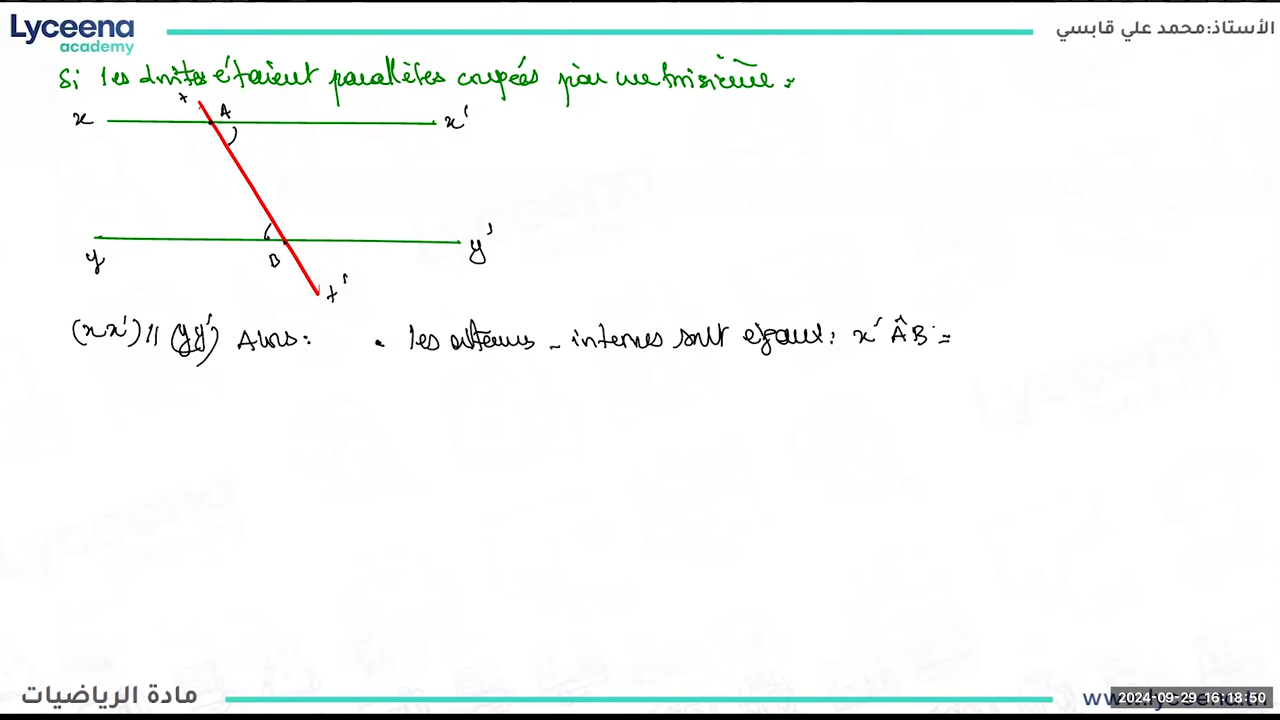 Lyceena
academy
الأستاذ:محمد علي قابسي
Si les droites étaient parallèles coupées par une troisième :
x A x'
y B y'
t'
(xx') // (yy') Alors : • les alternes - internes sont égaux : x'ÂB =
مادة الرياضيات
2024-09-29 16:18:50